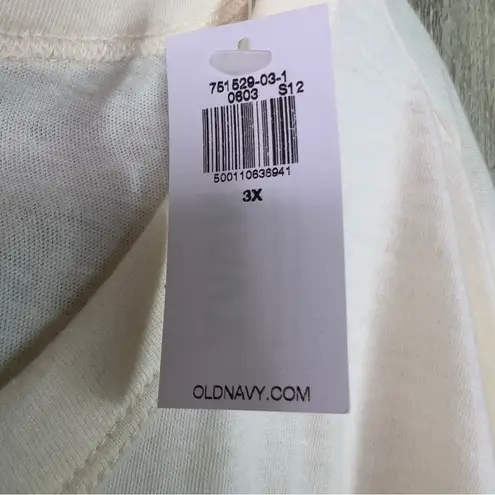 751529-03-1
0603 S12
500110636941
3X
OLDNAVY.COM